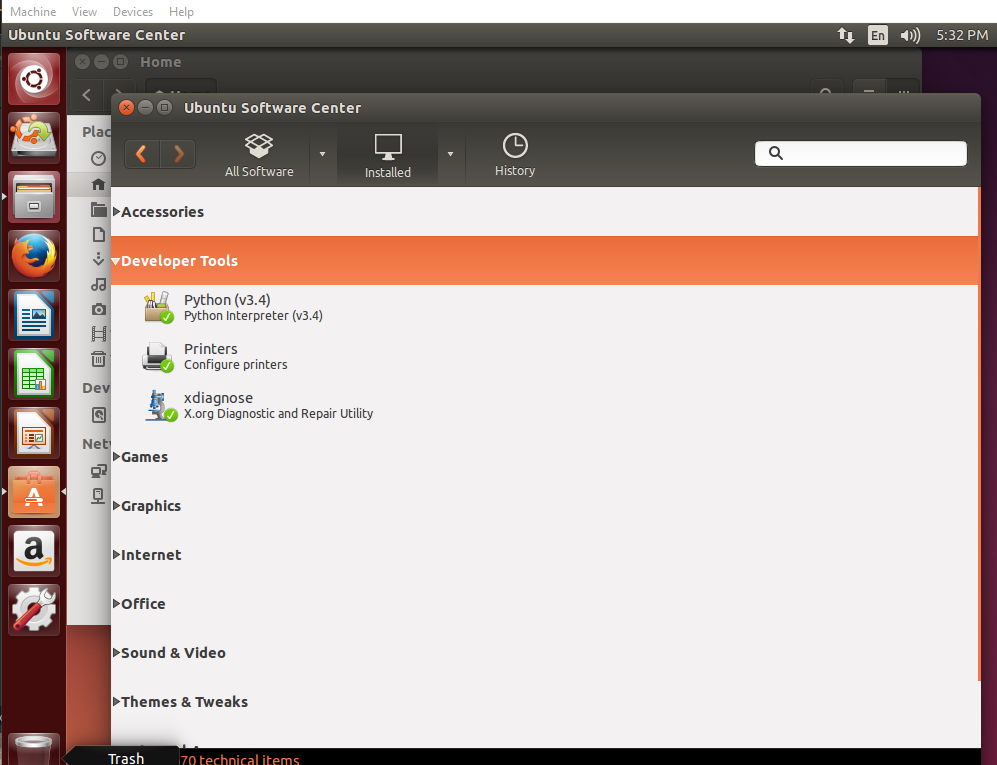 Machine View Devices Help
Ubuntu Software Center En 5:32 PM
Home
Ubuntu Software Center
All Software Installed History
Plac
Dev
Netw
Accessories
Developer Tools
Python (v3.4)
Python Interpreter (v3.4)
Printers
Configure printers
xdiagnose
X.org Diagnostic and Repair Utility
Games
Graphics
Internet
Office
Sound & Video
Themes & Tweaks
Trash
70 technical items